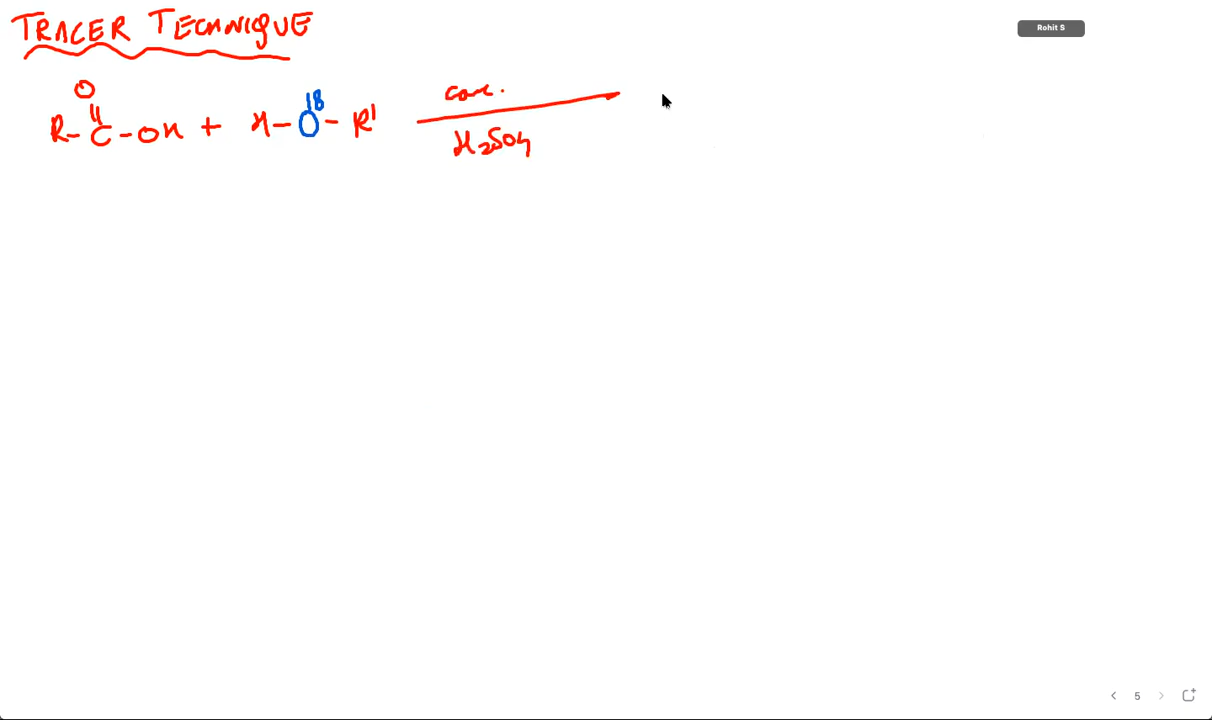 TRACER TECHNIQUE
Rohit S
O
R-C-OH + H-O18-R' conc.
H2SO4
5